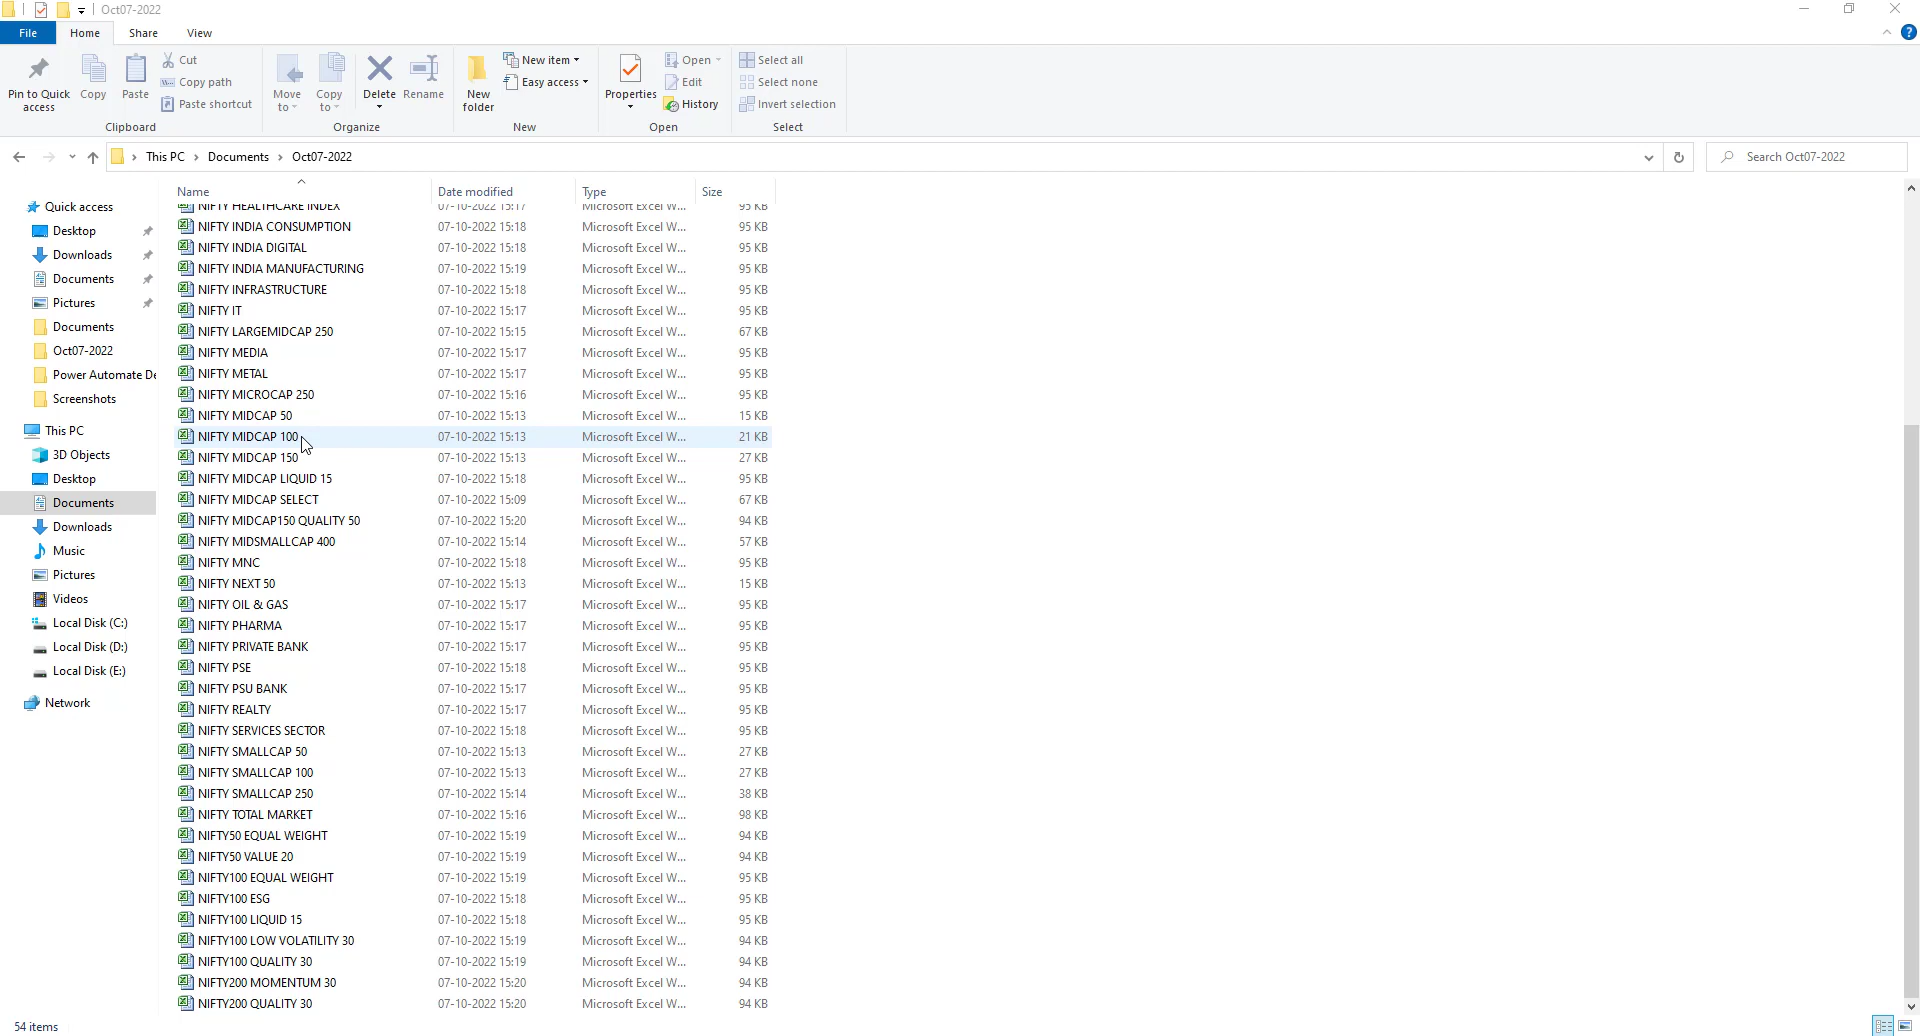 Oct07-2022
File Home Share View
Pin to Quick access
Copy
Paste
Cut
Copy path
Paste shortcut
Clipboard
Move to
Copy to
Delete
Rename
Organize
New folder
New item
Easy access
New
Properties
Open
Edit
History
Open
Select all
Select none
Invert selection
Select
This PC > Documents > Oct07-2022
Search Oct07-2022
Quick access
Desktop
Downloads
Documents
Pictures
Documents
Oct07-2022
Power Automate De
Screenshots
This PC
3D Objects
Desktop
Documents
Downloads
Music
Pictures
Videos
Local Disk (C:)
Local Disk (D:)
Local Disk (E:)
Network
Name Date modified Type Size
NIFTY HEALTHCARE INDEX 07-10-2022 15:17 Microsoft Excel W... 95 KB
NIFTY INDIA CONSUMPTION 07-10-2022 15:18 Microsoft Excel W... 95 KB
NIFTY INDIA DIGITAL 07-10-2022 15:18 Microsoft Excel W... 95 KB
NIFTY INDIA MANUFACTURING 07-10-2022 15:19 Microsoft Excel W... 95 KB
NIFTY INFRASTRUCTURE 07-10-2022 15:18 Microsoft Excel W... 95 KB
NIFTY IT 07-10-2022 15:17 Microsoft Excel W... 95 KB
NIFTY LARGEMIDCAP 250 07-10-2022 15:15 Microsoft Excel W... 67 KB
NIFTY MEDIA 07-10-2022 15:17 Microsoft Excel W... 95 KB
NIFTY METAL 07-10-2022 15:17 Microsoft Excel W... 95 KB
NIFTY MICROCAP 250 07-10-2022 15:16 Microsoft Excel W... 95 KB
NIFTY MIDCAP 50 07-10-2022 15:13 Microsoft Excel W... 15 KB
NIFTY MIDCAP 100 07-10-2022 15:13 Microsoft Excel W... 21 KB
NIFTY MIDCAP 150 07-10-2022 15:13 Microsoft Excel W... 27 KB
NIFTY MIDCAP LIQUID 15 07-10-2022 15:18 Microsoft Excel W... 95 KB
NIFTY MIDCAP SELECT 07-10-2022 15:09 Microsoft Excel W... 67 KB
NIFTY MIDCAP150 QUALITY 50 07-10-2022 15:20 Microsoft Excel W... 94 KB
NIFTY MIDSMALLCAP 400 07-10-2022 15:14 Microsoft Excel W... 57 KB
NIFTY MNC 07-10-2022 15:18 Microsoft Excel W... 95 KB
NIFTY NEXT 50 07-10-2022 15:13 Microsoft Excel W... 15 KB
NIFTY OIL & GAS 07-10-2022 15:17 Microsoft Excel W... 95 KB
NIFTY PHARMA 07-10-2022 15:17 Microsoft Excel W... 95 KB
NIFTY PRIVATE BANK 07-10-2022 15:17 Microsoft Excel W... 95 KB
NIFTY PSE 07-10-2022 15:18 Microsoft Excel W... 95 KB
NIFTY PSU BANK 07-10-2022 15:17 Microsoft Excel W... 95 KB
NIFTY REALTY 07-10-2022 15:17 Microsoft Excel W... 95 KB
NIFTY SERVICES SECTOR 07-10-2022 15:18 Microsoft Excel W... 95 KB
NIFTY SMALLCAP 50 07-10-2022 15:13 Microsoft Excel W... 27 KB
NIFTY SMALLCAP 100 07-10-2022 15:13 Microsoft Excel W... 27 KB
NIFTY SMALLCAP 250 07-10-2022 15:14 Microsoft Excel W... 38 KB
NIFTY TOTAL MARKET 07-10-2022 15:16 Microsoft Excel W... 98 KB
NIFTY50 EQUAL WEIGHT 07-10-2022 15:19 Microsoft Excel W... 94 KB
NIFTY50 VALUE 20 07-10-2022 15:19 Microsoft Excel W... 94 KB
NIFTY100 EQUAL WEIGHT 07-10-2022 15:19 Microsoft Excel W... 95 KB
NIFTY100 ESG 07-10-2022 15:18 Microsoft Excel W... 95 KB
NIFTY100 LIQUID 15 07-10-2022 15:18 Microsoft Excel W... 95 KB
NIFTY100 LOW VOLATILITY 30 07-10-2022 15:19 Microsoft Excel W... 94 KB
NIFTY100 QUALITY 30 07-10-2022 15:19 Microsoft Excel W... 94 KB
NIFTY200 MOMENTUM 30 07-10-2022 15:20 Microsoft Excel W... 94 KB
NIFTY200 QUALITY 30 07-10-2022 15:20 Microsoft Excel W... 94 KB
54 items